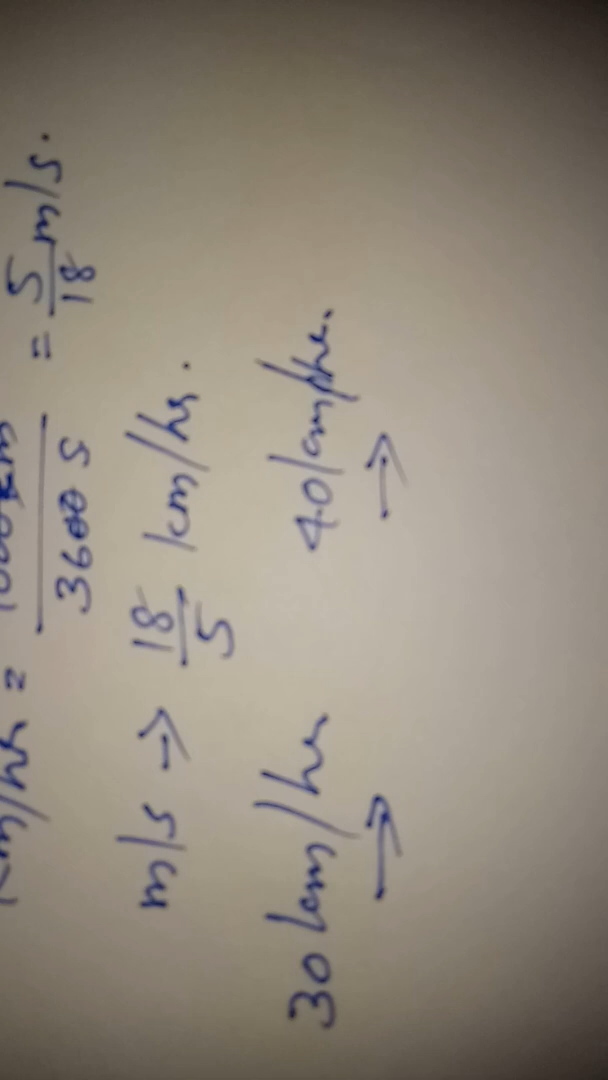 km/hr = 1000 m / 3600 s = 5/18 m/s.
m/s → 18/5 km/hr.
30 km/hr 40 km/hr.
→ →